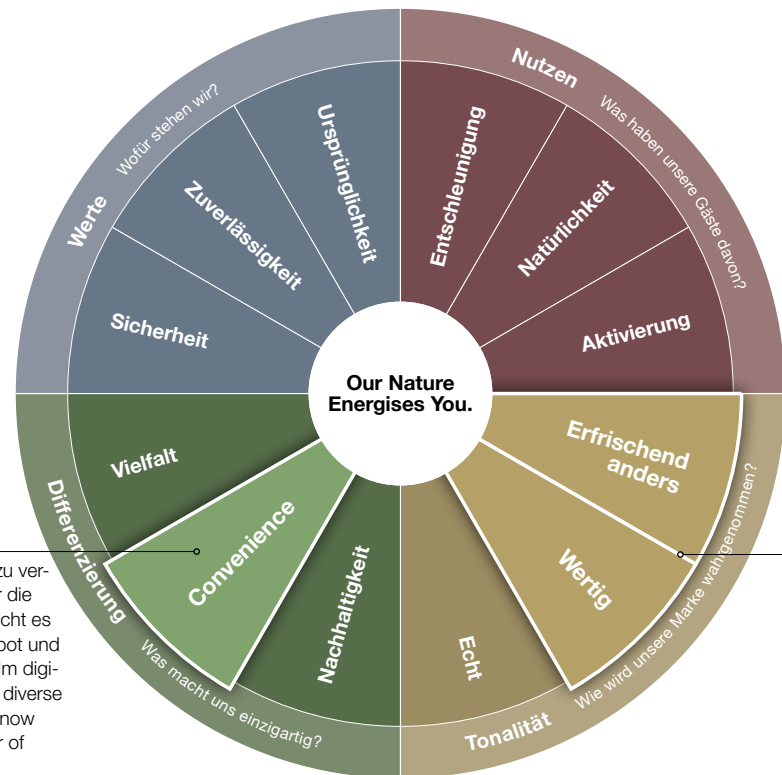 Werte
Wofür stehen wir?
Ursprünglichkeit
Zuverlässigkeit
Sicherheit
Nutzen
Was haben unsere Gäste davon?
Entschleunigung
Natürlichkeit
Aktivierung
Our Nature
Energises You.
Differenzierung
Was macht uns einzigartig?
Vielfalt
Convenience
Nachhaltigkeit
Tonalität
Wie wird unsere Marke wahrgenommen?
Erfrischend
anders
Wertig
Echt
zu ver-
die
cht es
ot und
Im digi-
diverse
now
of